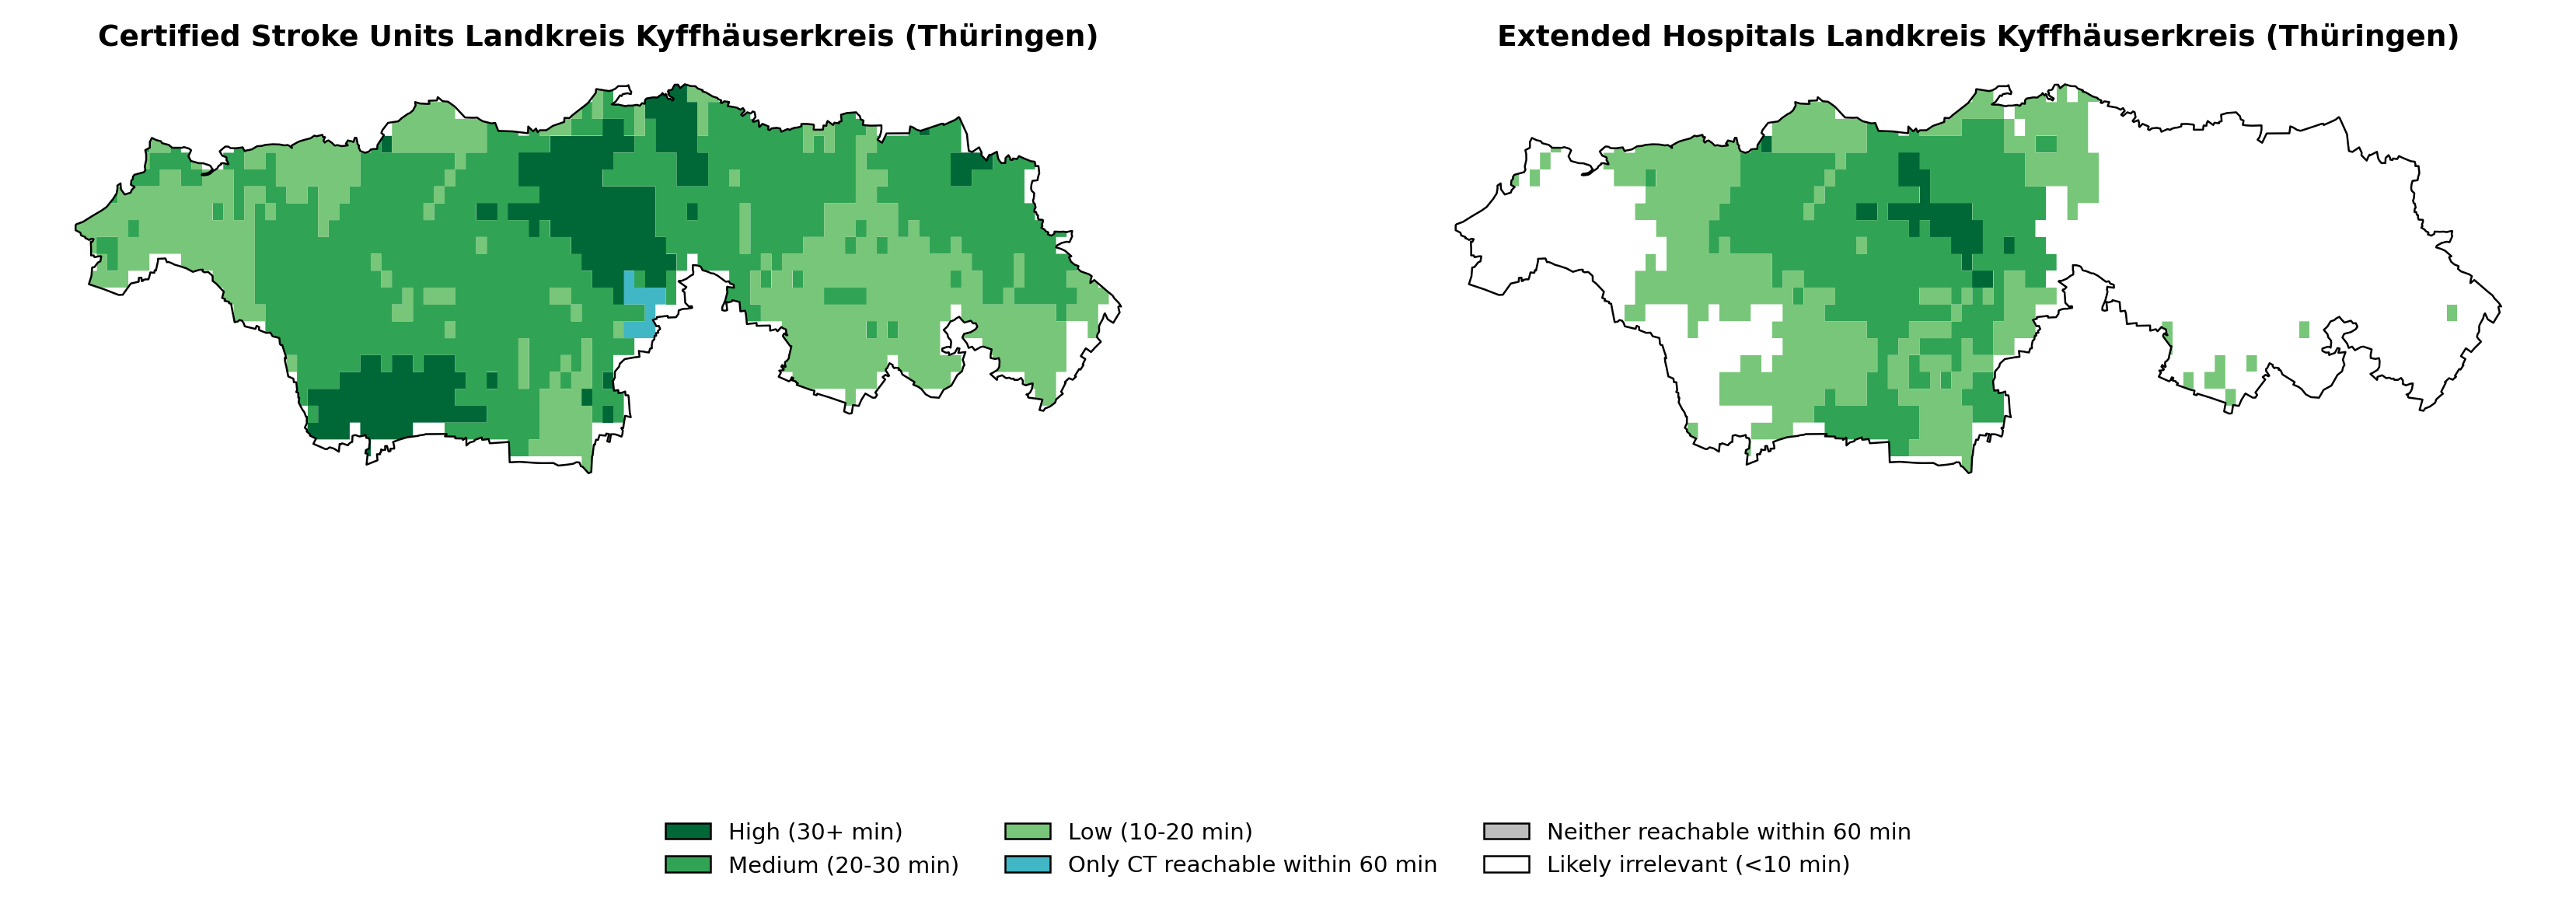 Certified Stroke Units Landkreis Kyffhäuserkreis (Thüringen)
Extended Hospitals Landkreis Kyffhäuserkreis (Thüringen)
High (30+ min)
Medium (20-30 min)
Low (10-20 min)
Only CT reachable within 60 min
Neither reachable within 60 min
Likely irrelevant (<10 min)